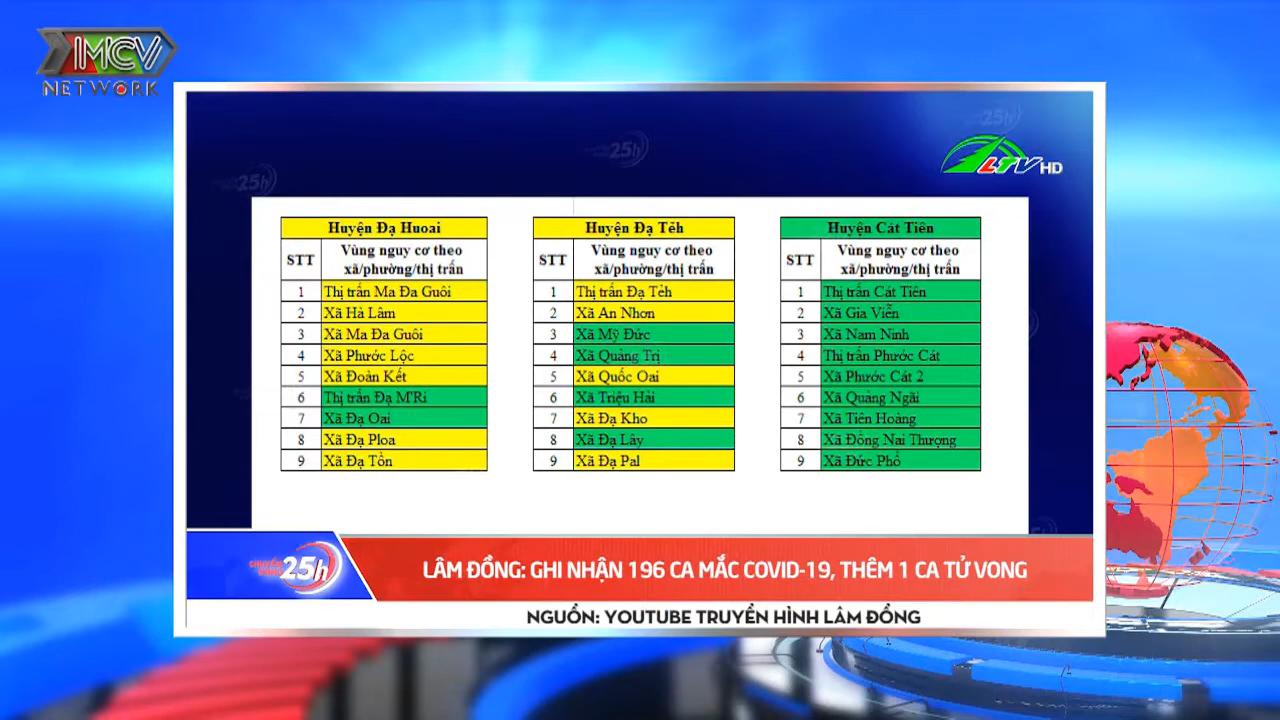 MCV
NETWORK
25h
25h
25h
LTV HD
Huyện Đạ Huoai
STT Vùng nguy cơ theo
xã/phường/thị trấn
1 Thị trấn Ma Đa Guôi
2 Xã Hà Lâm
3 Xã Ma Đa Guôi
4 Xã Phước Lộc
5 Xã Đoàn Kết
6 Thị trấn Đạ M'Ri
7 Xã Đạ Oai
8 Xã Đạ Ploa
9 Xã Đạ Tồn
Huyện Đạ Tẻh
STT Vùng nguy cơ theo
xã/phường/thị trấn
1 Thị trấn Đạ Tẻh
2 Xã An Nhơn
3 Xã Mỹ Đức
4 Xã Quảng Trị
5 Xã Quốc Oai
6 Xã Triệu Hải
7 Xã Đạ Kho
8 Xã Đạ Lây
9 Xã Đạ Pal
Huyện Cát Tiên
STT Vùng nguy cơ theo
xã/phường/thị trấn
1 Thị trấn Cát Tiên
2 Xã Gia Viễn
3 Xã Nam Ninh
4 Thị trấn Phước Cát
5 Xã Phước Cát 2
6 Xã Quảng Ngãi
7 Xã Tiên Hoàng
8 Xã Đồng Nai Thượng
9 Xã Đức Phổ
CHUYỂN ĐỘNG 25h
LÂM ĐỒNG: GHI NHẬN 196 CA MẮC COVID-19, THÊM 1 CA TỬ VONG
NGUỒN: YOUTUBE TRUYỀN HÌNH LÂM ĐỒNG